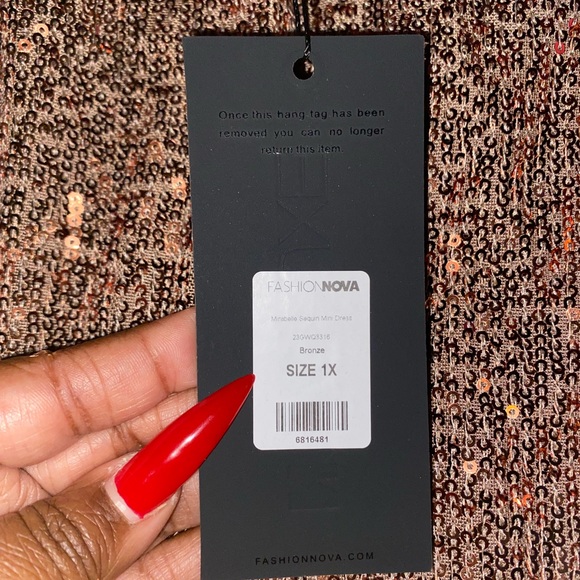 Once this hang tag has been
removed you can no longer
return this item.
FASHIONNOVA
Mirabella Sequin Mini Dress
Bronze
SIZE 1X
6816481
FASHIONNOVA.COM